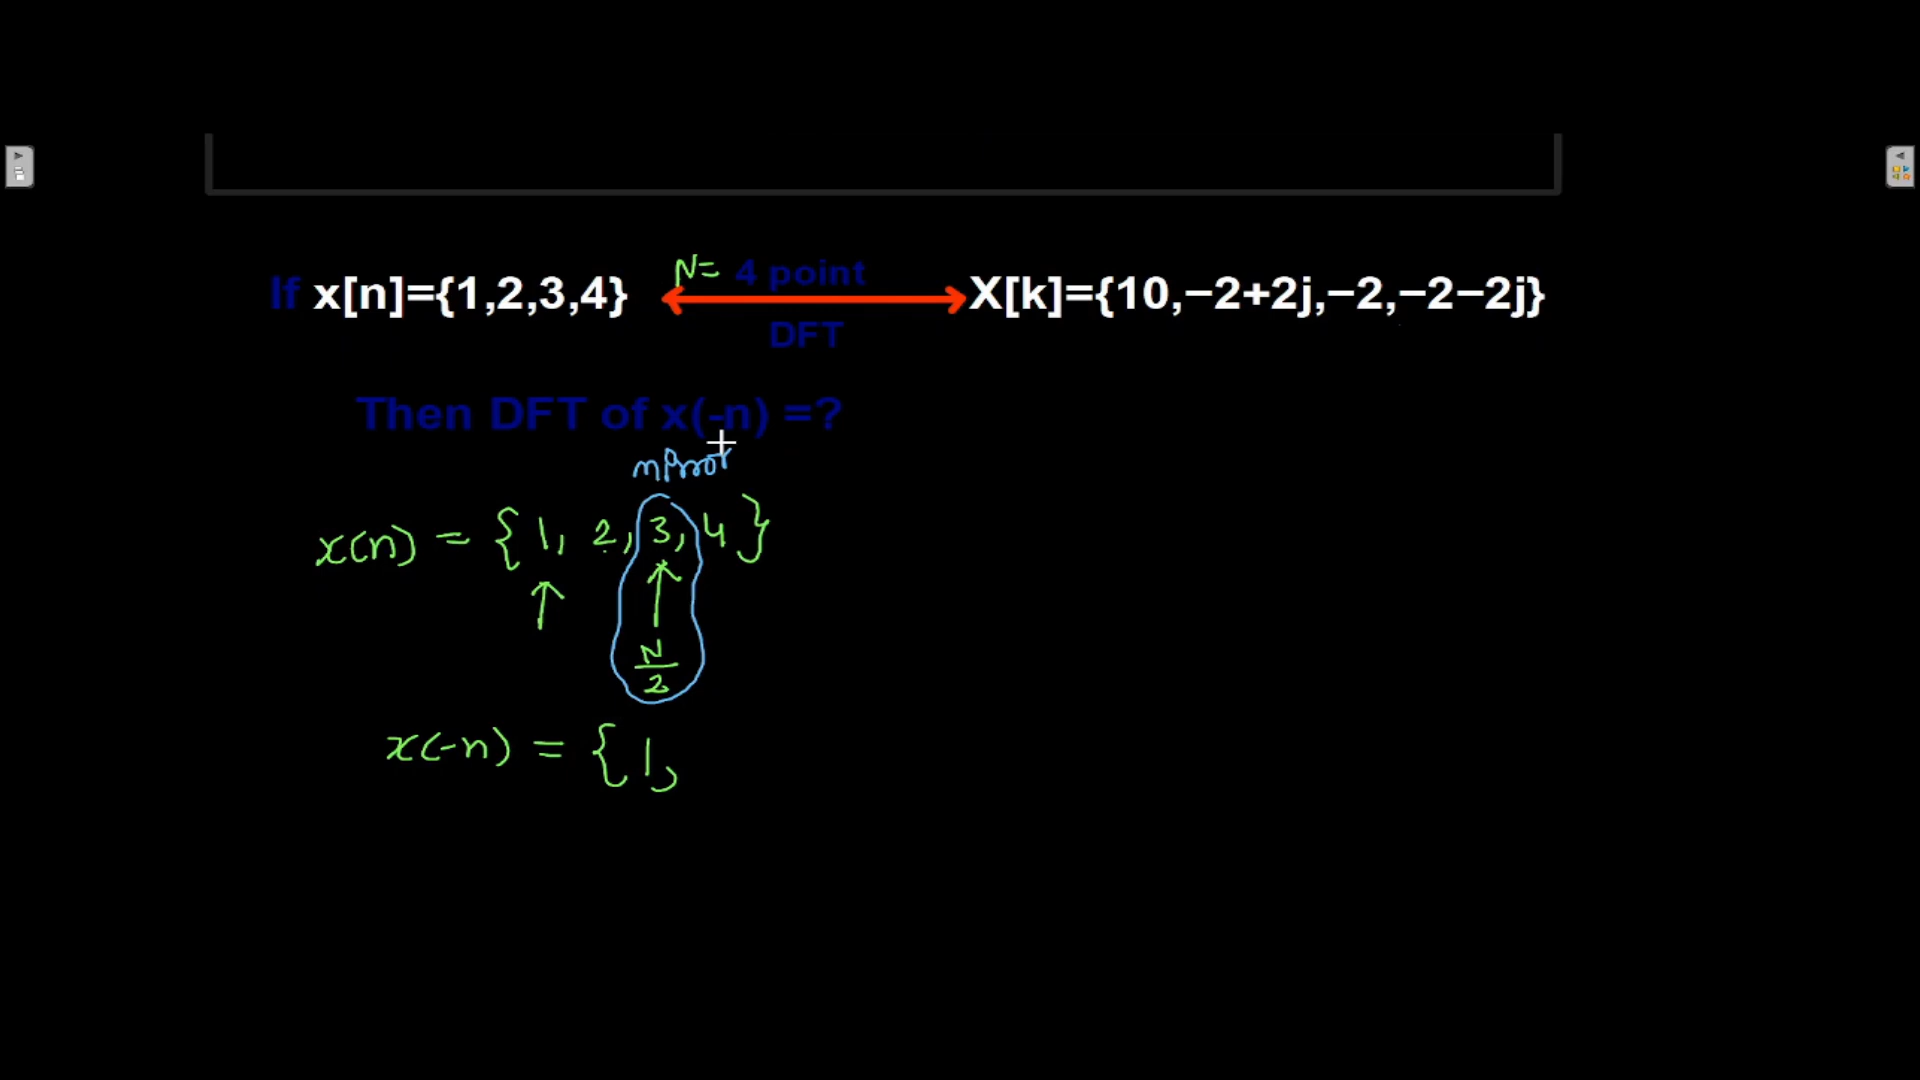 If x[n]={1,2,3,4} N= 4 point DFT X[k]={10,−2+2j,−2,−2−2j}
Then DFT of x(-n) =?
x(n) = {1, 2, 3, 4}
N/2
x(-n) = {1,